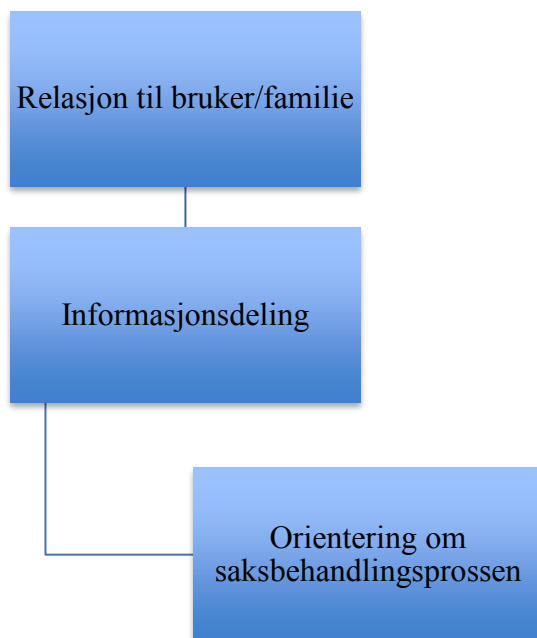 Relasjon til bruker/familie
Informasjonsdeling
Orientering om
saksbehandlingsprossen